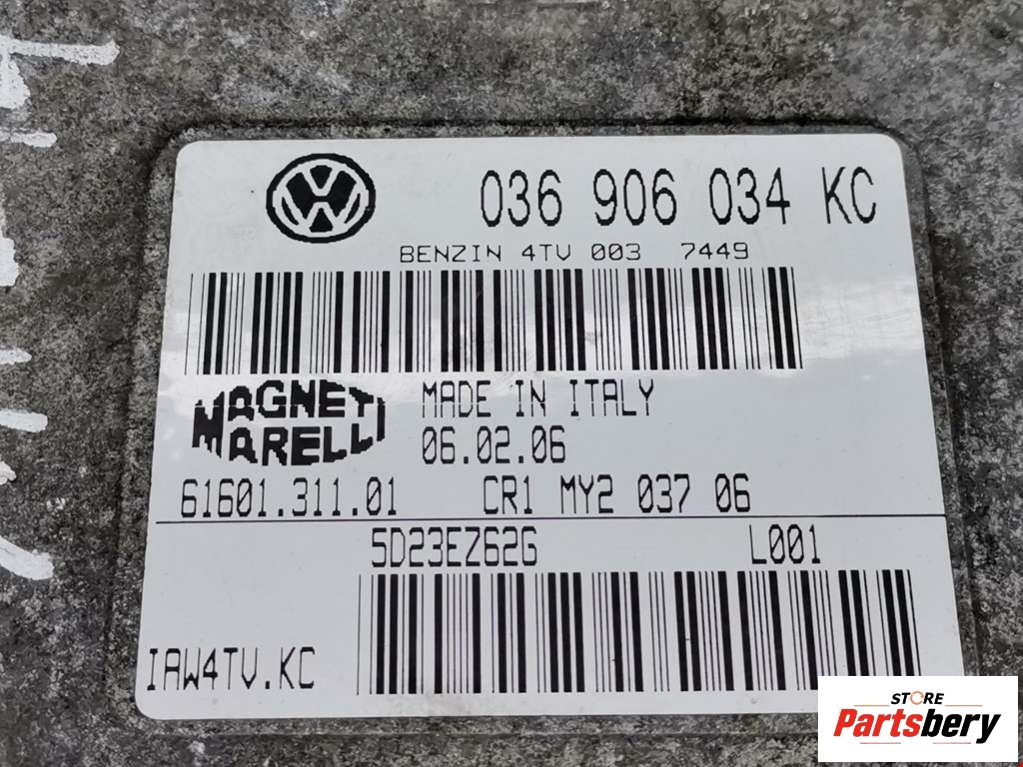 036 906 034 KC
BENZIN 4TV 003 7449
MAGNETI MARELLI
MADE IN ITALY
06.02.06
61601.311.01 CR1 MY2 037 06
5D23EZ62G L001
IAW4TV.KC
STORE
Partsbery